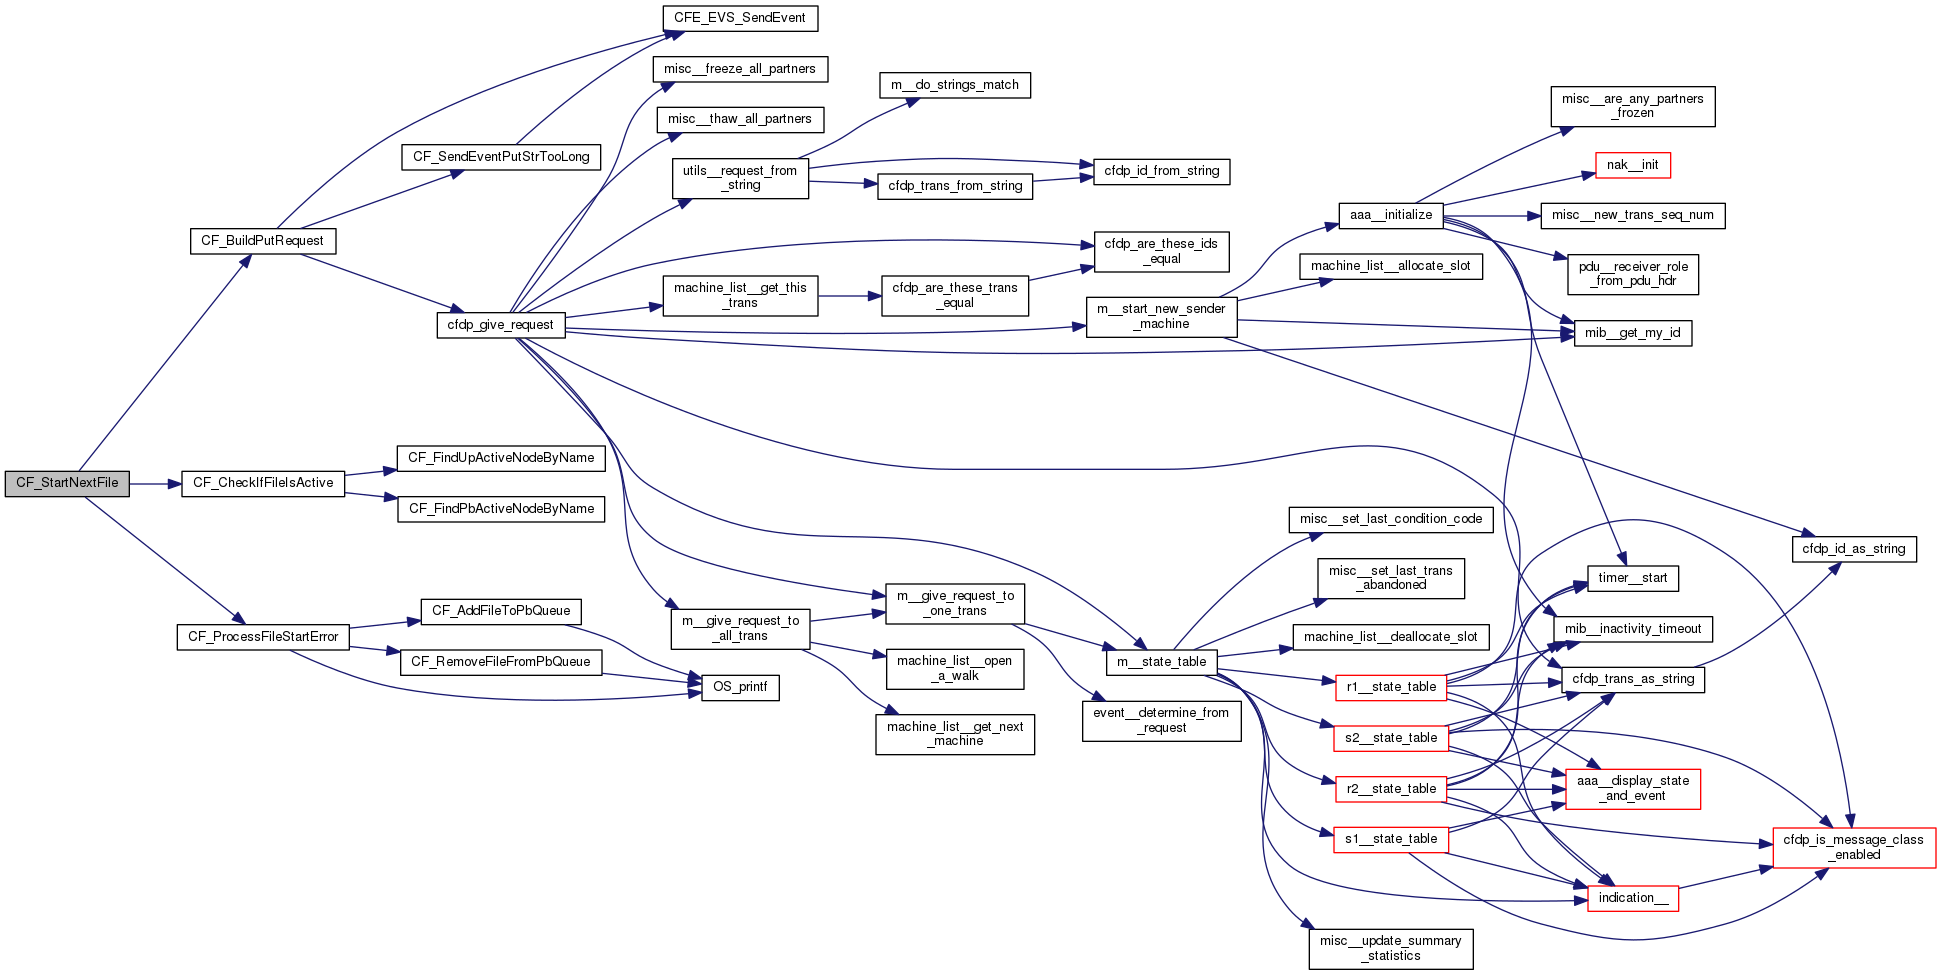 CFE_EVS_SendEvent
misc__freeze_all_partners
m__do_strings_match
misc__are_any_partners
_frozen
misc__thaw_all_partners
CF_SendEventPutStrTooLong
utils__request_from
_string
cfdp_id_from_string
nak__init
cfdp_trans_from_string
aaa__initialize
misc__new_trans_seq_num
CF_BuildPutRequest
cfdp_are_these_ids
_equal
machine_list__allocate_slot
pdu__receiver_role
_from_pdu_hdr
machine_list__get_this
_trans
cfdp_are_these_trans
_equal
m__start_new_sender
_machine
cfdp_give_request
mib__get_my_id
CF_FindUpActiveNodeByName
CF_StartNextFile
CF_CheckIfFileIsActive
CF_FindPbActiveNodeByName
misc__set_last_condition_code
cfdp_id_as_string
misc__set_last_trans
_abandoned
timer__start
CF_AddFileToPbQueue
m__give_request_to
_one_trans
CF_ProcessFileStartError
m__give_request_to
_all_trans
machine_list__deallocate_slot
mib__inactivity_timeout
CF_RemoveFileFromPbQueue
machine_list__open
_a_walk
m__state_table
OS_printf
r1__state_table
cfdp_trans_as_string
machine_list__get_next
_machine
event__determine_from
_request
s2__state_table
r2__state_table
aaa__display_state
_and_event
s1__state_table
cfdp_is_message_class
_enabled
indication__
misc__update_summary
_statistics